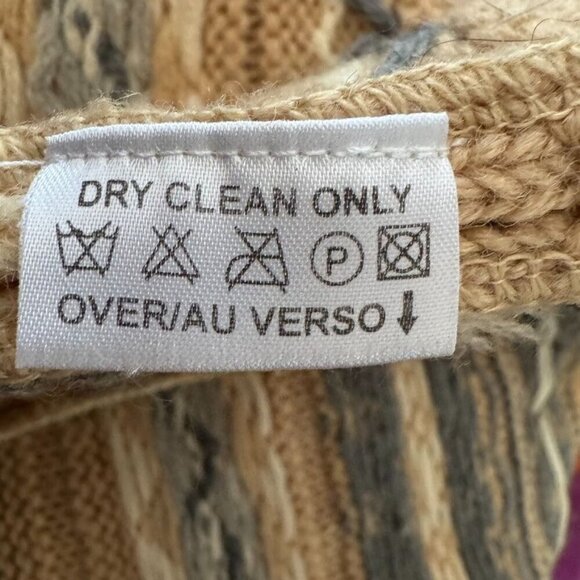 DRY CLEAN ONLY
P
OVER/AU VERSO ↓